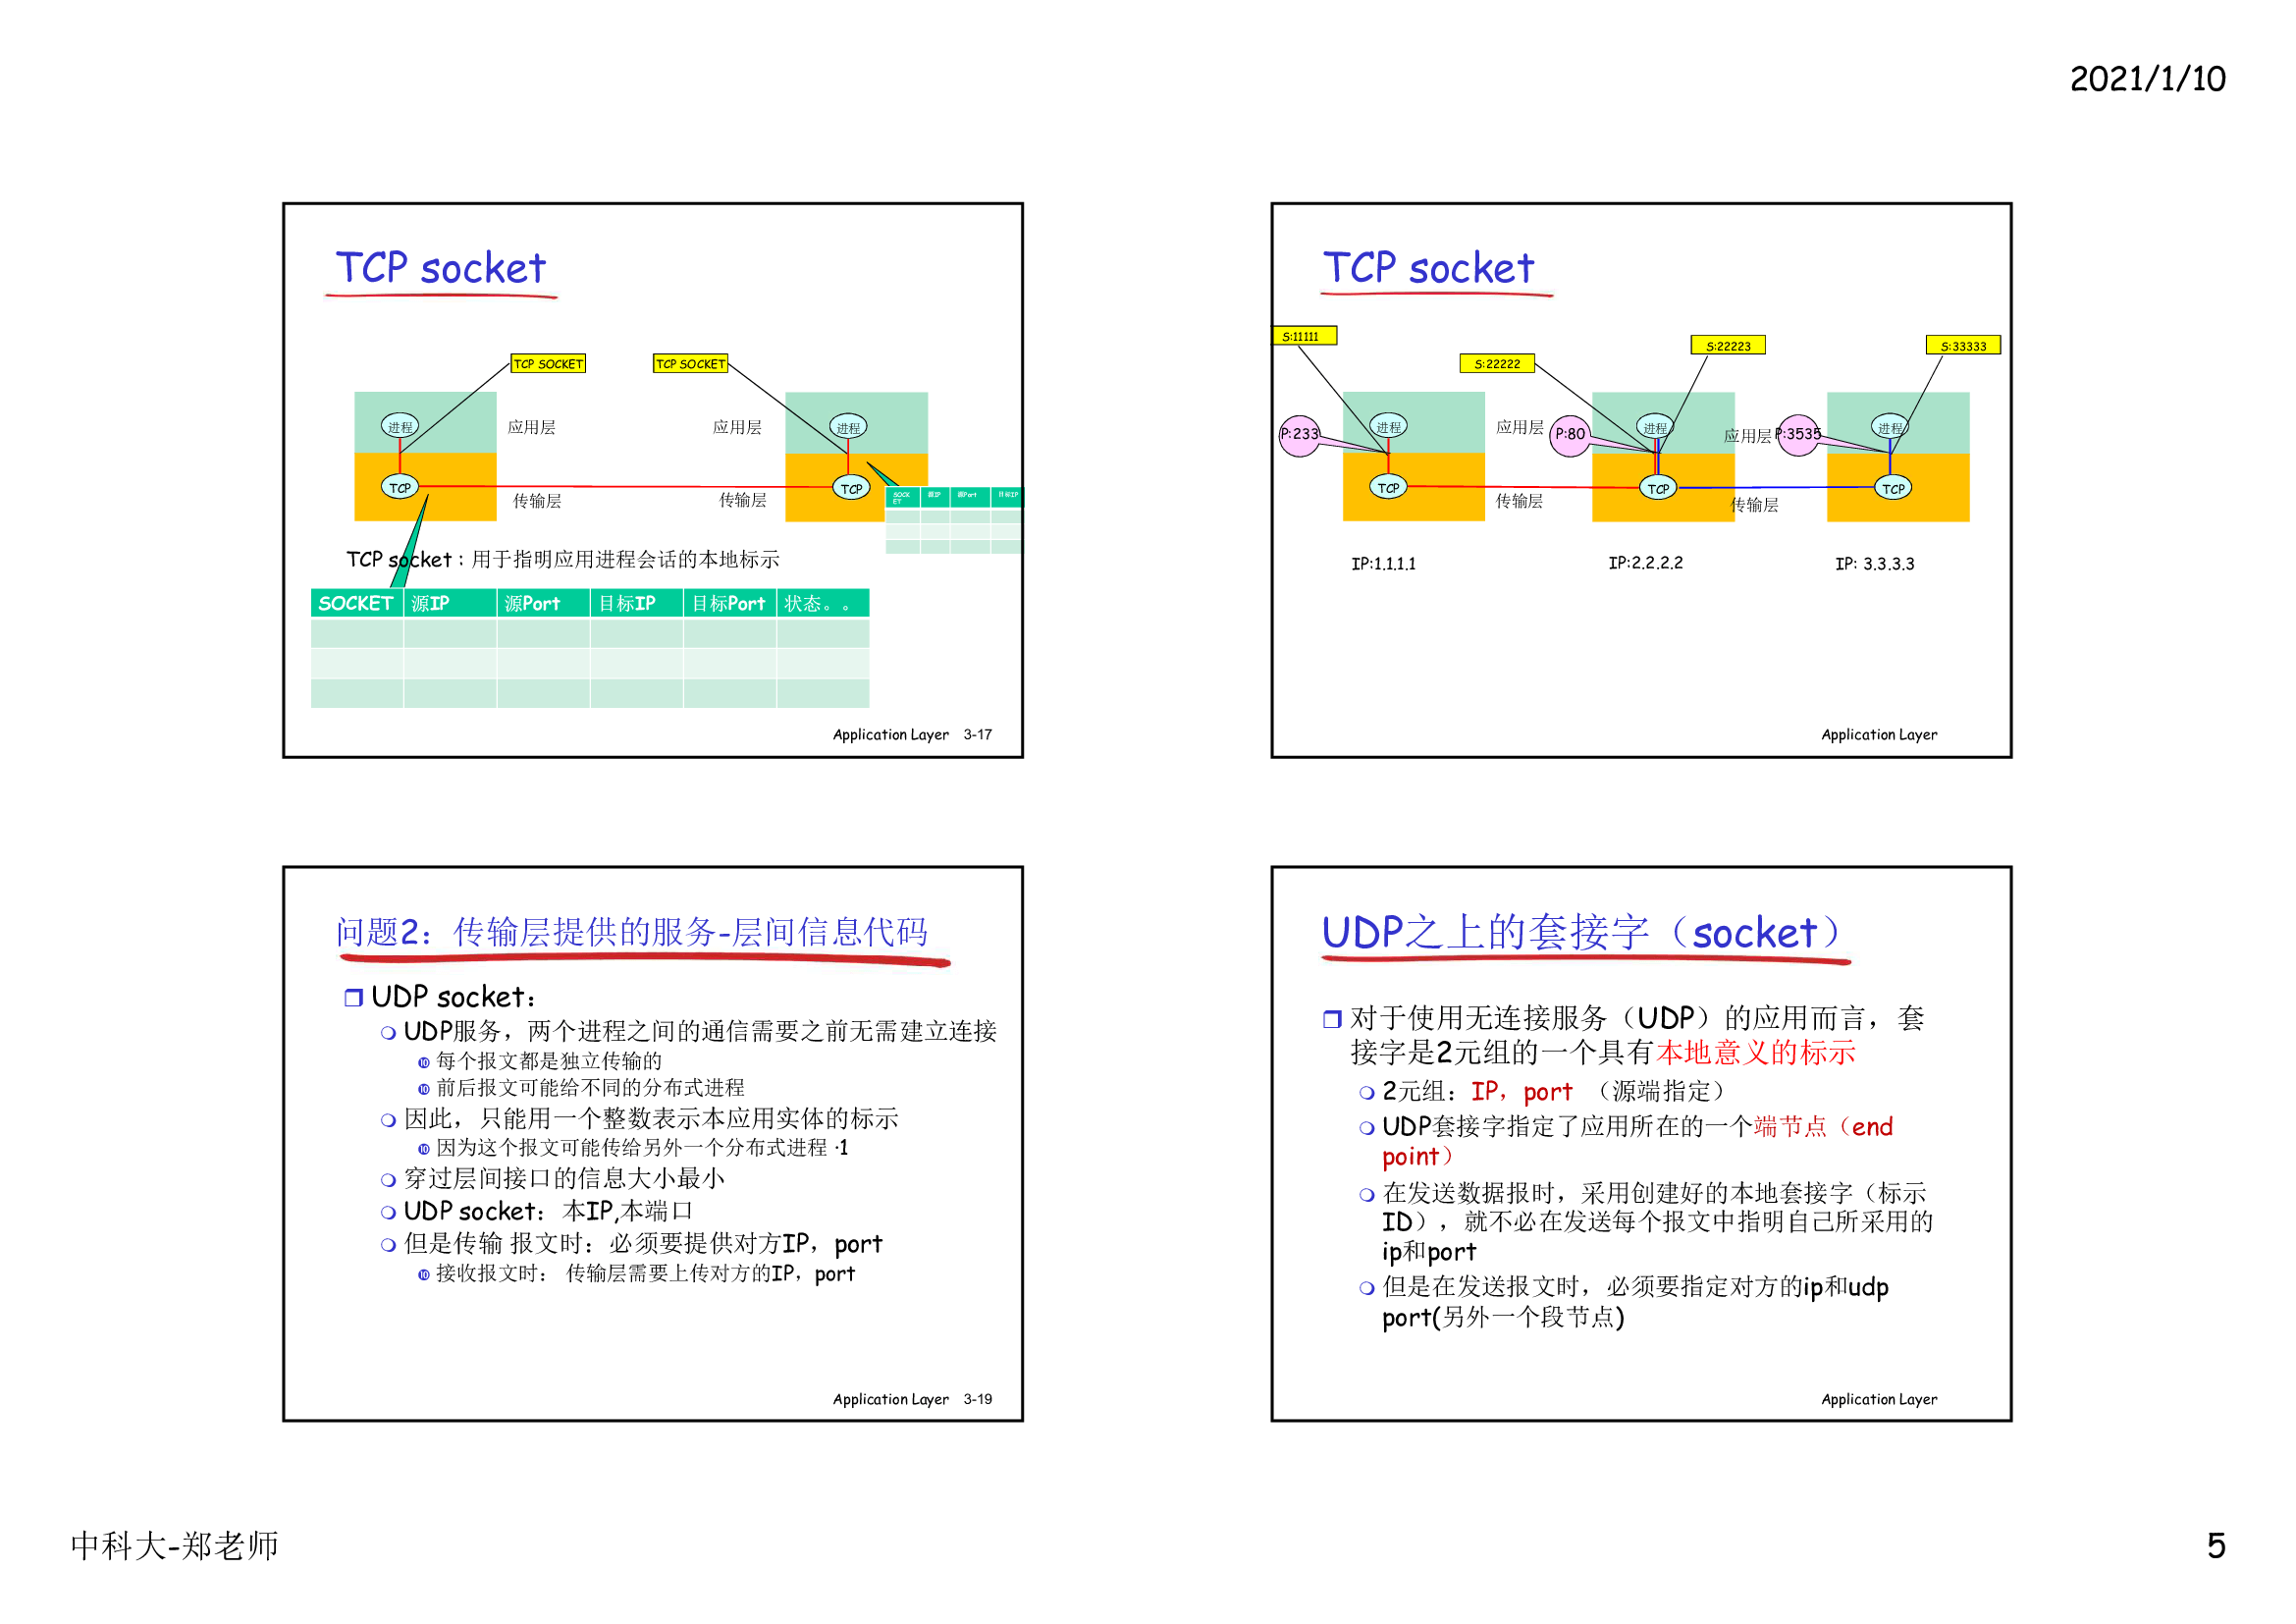 2021/1/10
TCP socket
TCP SOCKET
TCP SOCKET
进程
应用层
应用层
进程
TCP
传输层
传输层
TCP
SOCK
ET
源IP
源Port
目标IP
TCP socket：用于指明应用进程会话的本地标示
SOCKET 源IP 源Port 目标IP 目标Port 状态。。
Application Layer 3-17
TCP socket
S:11111
S:22222
S:22223
S:33333
P:233
进程
应用层
P:80
进程
应用层
P:3535
进程
TCP
传输层
TCP
传输层
TCP
IP:1.1.1.1
IP:2.2.2.2
IP: 3.3.3.3
Application Layer
问题2：传输层提供的服务-层间信息代码
UDP socket：
UDP服务，两个进程之间的通信需要之前无需建立连接
每个报文都是独立传输的
前后报文可能给不同的分布式进程
因此，只能用一个整数表示本应用实体的标示
因为这个报文可能传给另外一个分布式进程 ·1
穿过层间接口的信息大小最小
UDP socket：本IP,本端口
但是传输 报文时：必须要提供对方IP，port
接收报文时： 传输层需要上传对方的IP，port
Application Layer 3-19
UDP之上的套接字（socket）
对于使用无连接服务（UDP）的应用而言，套
接字是2元组的一个具有本地意义的标示
2元组：IP，port （源端指定）
UDP套接字指定了应用所在的一个端节点（end
point）
在发送数据报时，采用创建好的本地套接字（标示
ID），就不必在发送每个报文中指明自己所采用的
ip和port
但是在发送报文时，必须要指定对方的ip和udp
port(另外一个段节点)
Application Layer
中科大-郑老师
5